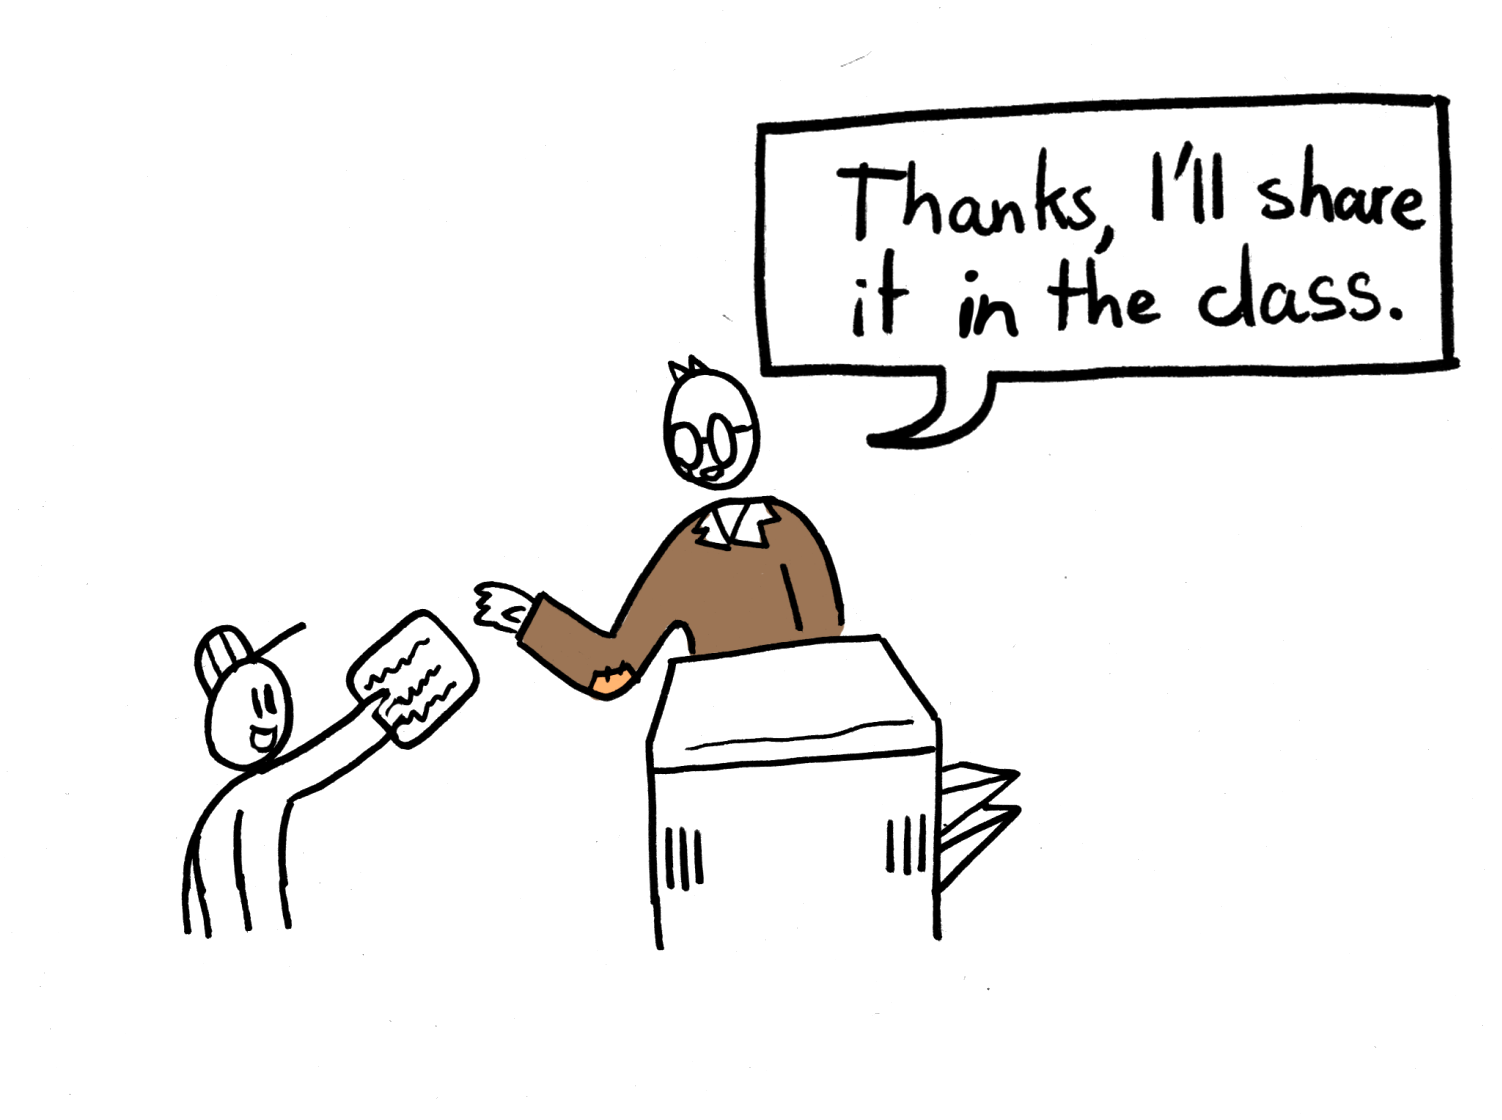 Thanks, I'll share
it in the class.